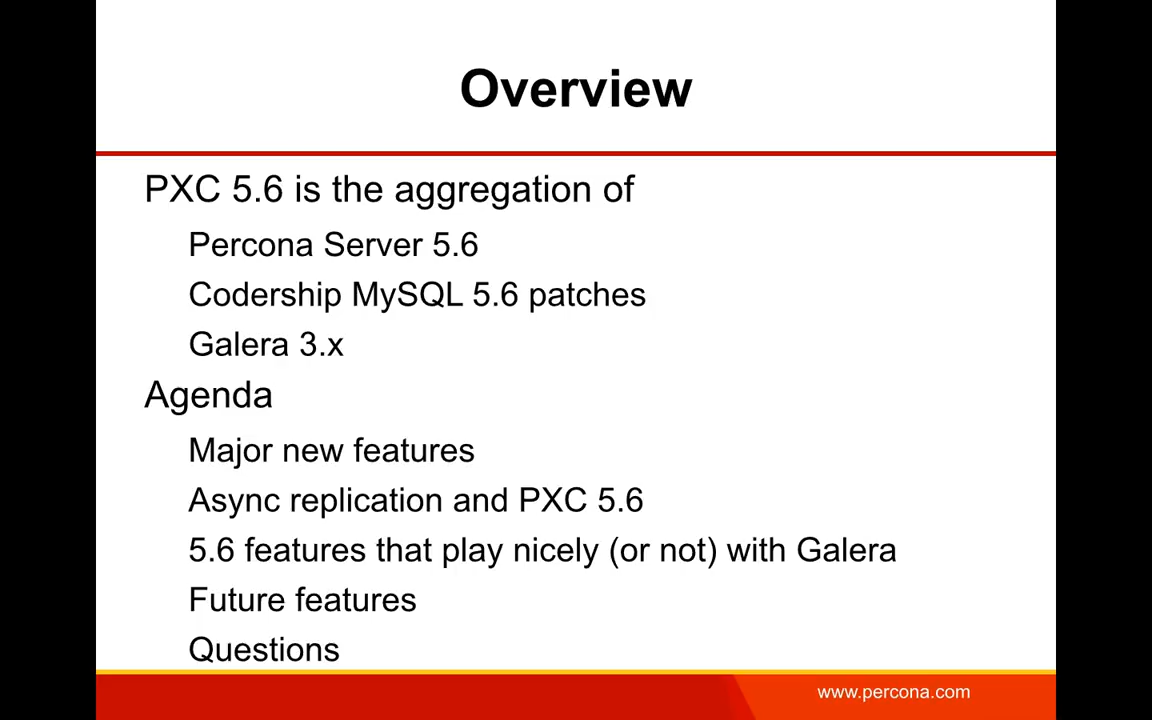 Overview
PXC 5.6 is the aggregation of
Percona Server 5.6
Codership MySQL 5.6 patches
Galera 3.x
Agenda
Major new features
Async replication and PXC 5.6
5.6 features that play nicely (or not) with Galera
Future features
Questions
www.percona.com